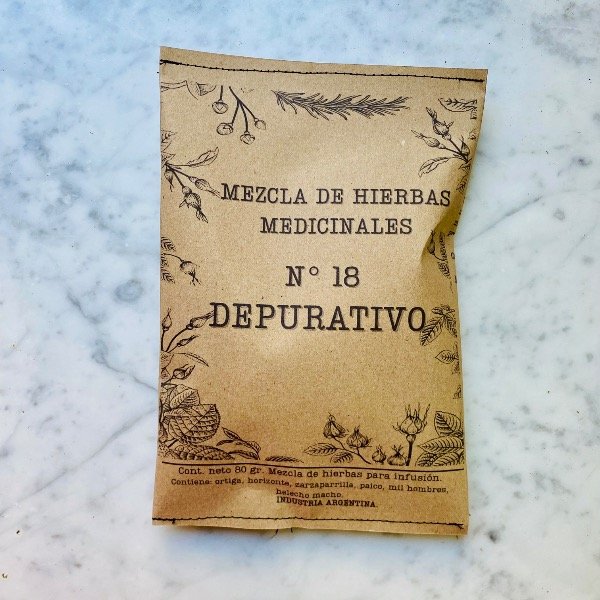 MEZCLA DE HIERBAS
MEDICINALES
N° 18
DEPURATIVO
Cont. neto 80 gr. Mezcla de hierbas para infusión.
Contiene: ortiga, horizonte, zarzaparrilla, paico, mil hombres,
helecho macho.
INDUSTRIA ARGENTINA.